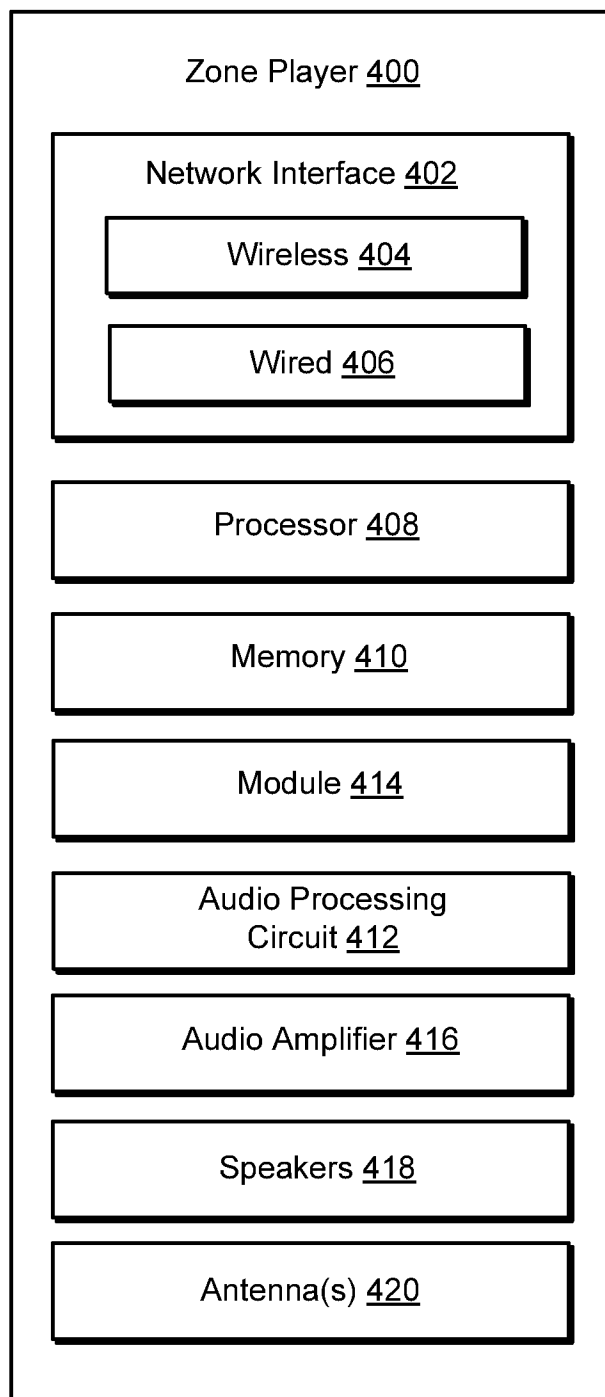 Zone Player 400
Network Interface 402
Wireless 404
Wired 406
Processor 408
Memory 410
Module 414
Audio Processing
Circuit 412
Audio Amplifier 416
Speakers 418
Antenna(s) 420